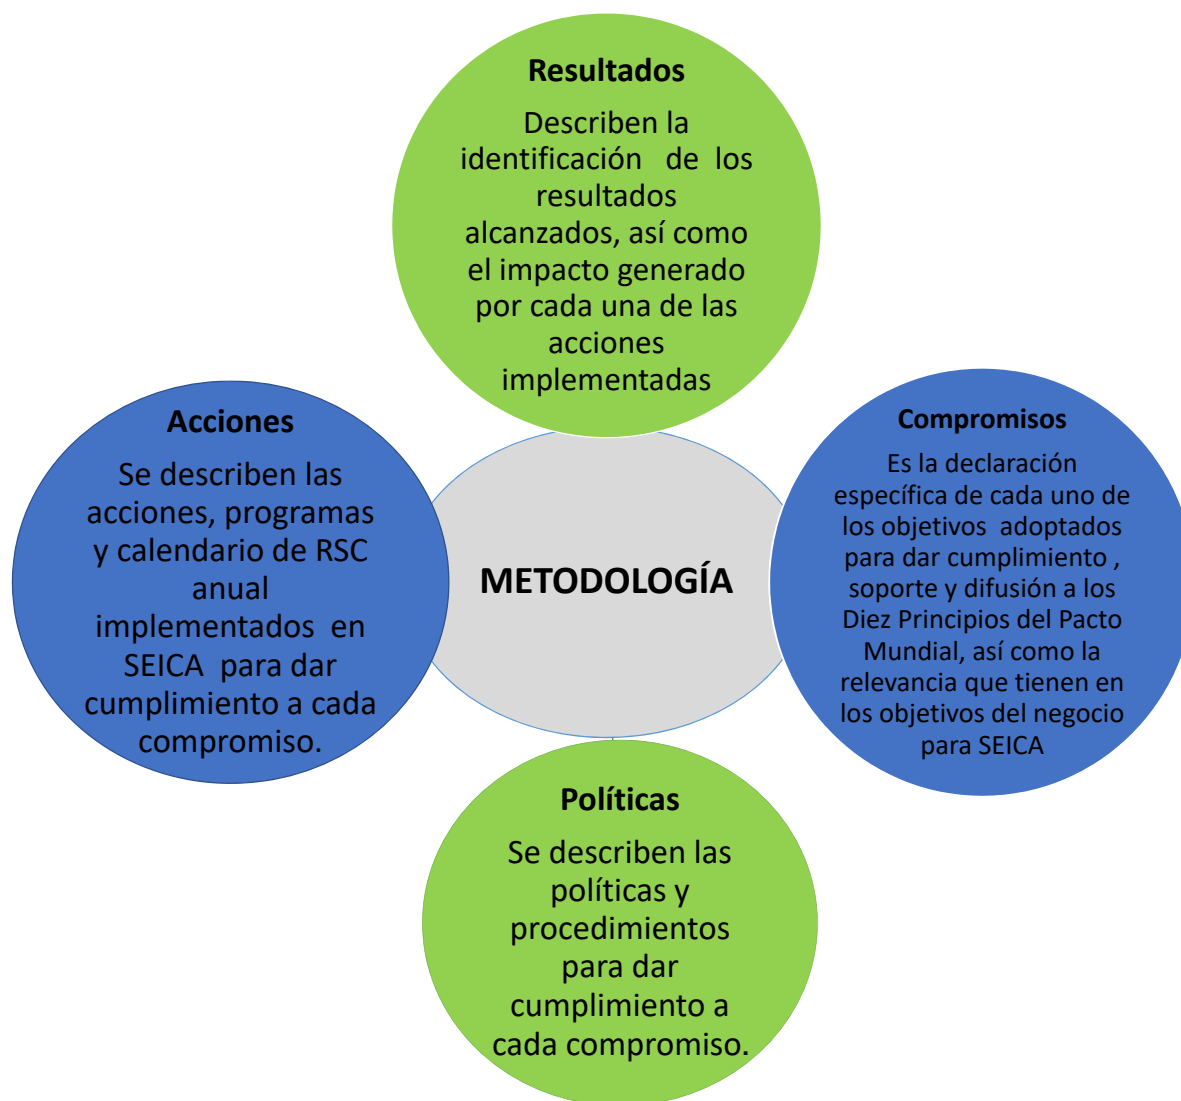 Resultados
Describen la
identificación de los
resultados
alcanzados, así como
el impacto generado
por cada una de las
acciones
implementadas
Acciones
Se describen las
acciones, programas
y calendario de RSC
anual
implementados en
SEICA para dar
cumplimiento a cada
compromiso.
METODOLOGÍA
Compromisos
Es la declaración
específica de cada uno de
los objetivos adoptados
para dar cumplimiento ,
soporte y difusión a los
Diez Principios del Pacto
Mundial, así como la
relevancia que tienen en
los objetivos del negocio
para SEICA
Políticas
Se describen las
políticas y
procedimientos
para dar
cumplimiento a
cada compromiso.